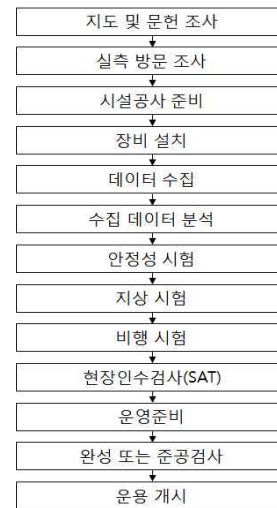 지도 및 문헌 조사
실측 방문 조사
시설공사 준비
장비 설치
데이터 수집
수집 데이터 분석
안정성 시험
지상 시험
비행 시험
현장인수검사(SAT)
운영준비
완성 또는 준공검사
운용 개시